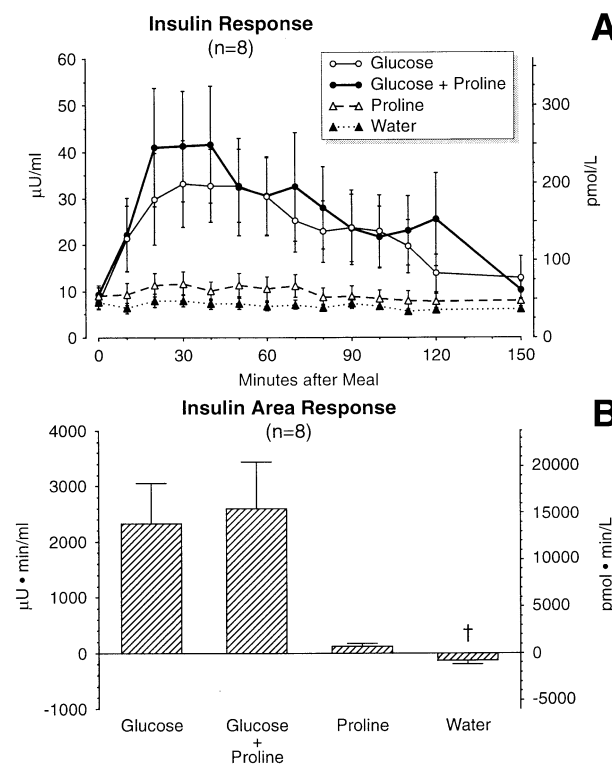 Insulin Response
(n=8)
A
Glucose
Glucose + Proline
Proline
Water
60
50
40
30
20
10
0
µU/ml
300
200
100
0
pmol/L
0
30
60
90
120
150
Minutes after Meal
Insulin Area Response
(n=8)
B
4000
3000
2000
1000
0
-1000
µU • min/ml
20000
15000
10000
5000
0
-5000
pmol • min/L
†
Glucose
Glucose
+
Proline
Proline
Water